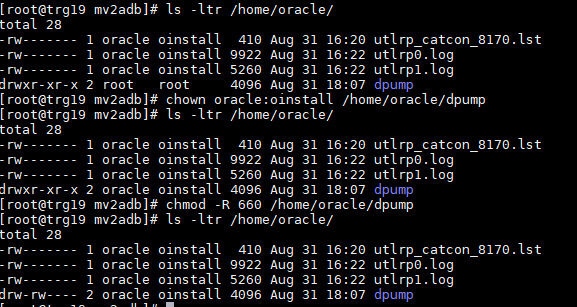 [root@trg19 mv2adb]# ls -ltr /home/oracle/
total 28
-rw------- 1 oracle oinstall  410 Aug 31 16:20 utlrp_catcon_8170.lst
-rw------- 1 oracle oinstall 9922 Aug 31 16:22 utlrp0.log
-rw------- 1 oracle oinstall 5260 Aug 31 16:22 utlrp1.log
drwxr-xr-x 2 root   root     4096 Aug 31 18:07 dpump
[root@trg19 mv2adb]# chown oracle:oinstall /home/oracle/dpump
[root@trg19 mv2adb]# ls -ltr /home/oracle/
total 28
-rw------- 1 oracle oinstall  410 Aug 31 16:20 utlrp_catcon_8170.lst
-rw------- 1 oracle oinstall 9922 Aug 31 16:22 utlrp0.log
-rw------- 1 oracle oinstall 5260 Aug 31 16:22 utlrp1.log
drwxr-xr-x 2 oracle oinstall 4096 Aug 31 18:07 dpump
[root@trg19 mv2adb]# chmod -R 660 /home/oracle/dpump
[root@trg19 mv2adb]# ls -ltr /home/oracle/
total 28
-rw------- 1 oracle oinstall  410 Aug 31 16:20 utlrp_catcon_8170.lst
-rw------- 1 oracle oinstall 9922 Aug 31 16:22 utlrp0.log
-rw------- 1 oracle oinstall 5260 Aug 31 16:22 utlrp1.log
drw-rw---- 2 oracle oinstall 4096 Aug 31 18:07 dpump